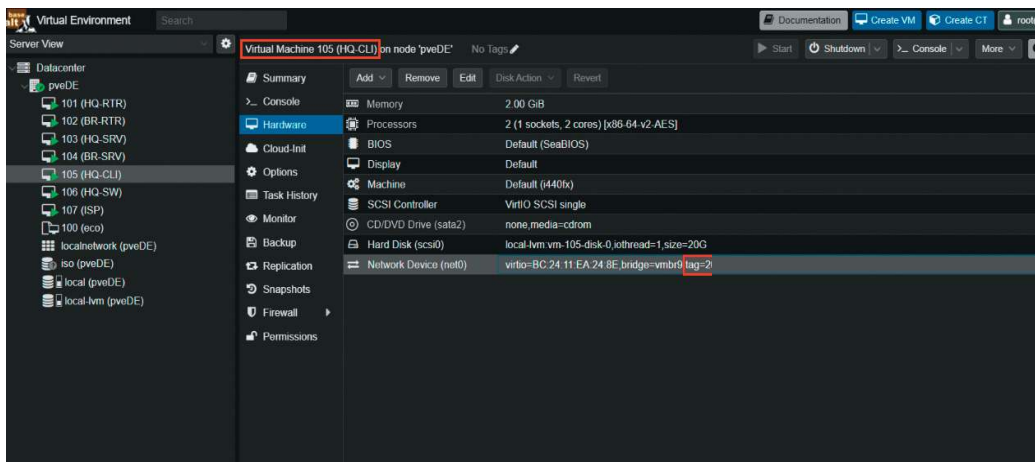 base
alt Virtual Environment Search Documentation Create VM Create CT root
Server View Virtual Machine 105 (HQ-CLI) on node 'pveDE' No Tags Start Shutdown Console More
Datacenter
pveDE
101 (HQ-RTR)
102 (BR-RTR)
103 (HQ-SRV)
104 (BR-SRV)
105 (HQ-CLI)
106 (HQ-SW)
107 (ISP)
100 (eco)
localnetwork (pveDE)
iso (pveDE)
local (pveDE)
local-lvm (pveDE)
Summary
Console
Hardware
Cloud-Init
Options
Task History
Monitor
Backup
Replication
Snapshots
Firewall
Permissions
Add Remove Edit Disk Action Revert
Memory 2.00 GiB
Processors 2 (1 sockets, 2 cores) [x86-64-v2-AES]
BIOS Default (SeaBIOS)
Display Default
Machine Default (i440fx)
SCSI Controller VirtIO SCSI single
CD/DVD Drive (sata2) none,media=cdrom
Hard Disk (scsi0) local-lvm:vm-105-disk-0,iothread=1,size=20G
Network Device (net0) virtio=BC:24:11:EA:24:8E,bridge=vmbr9,